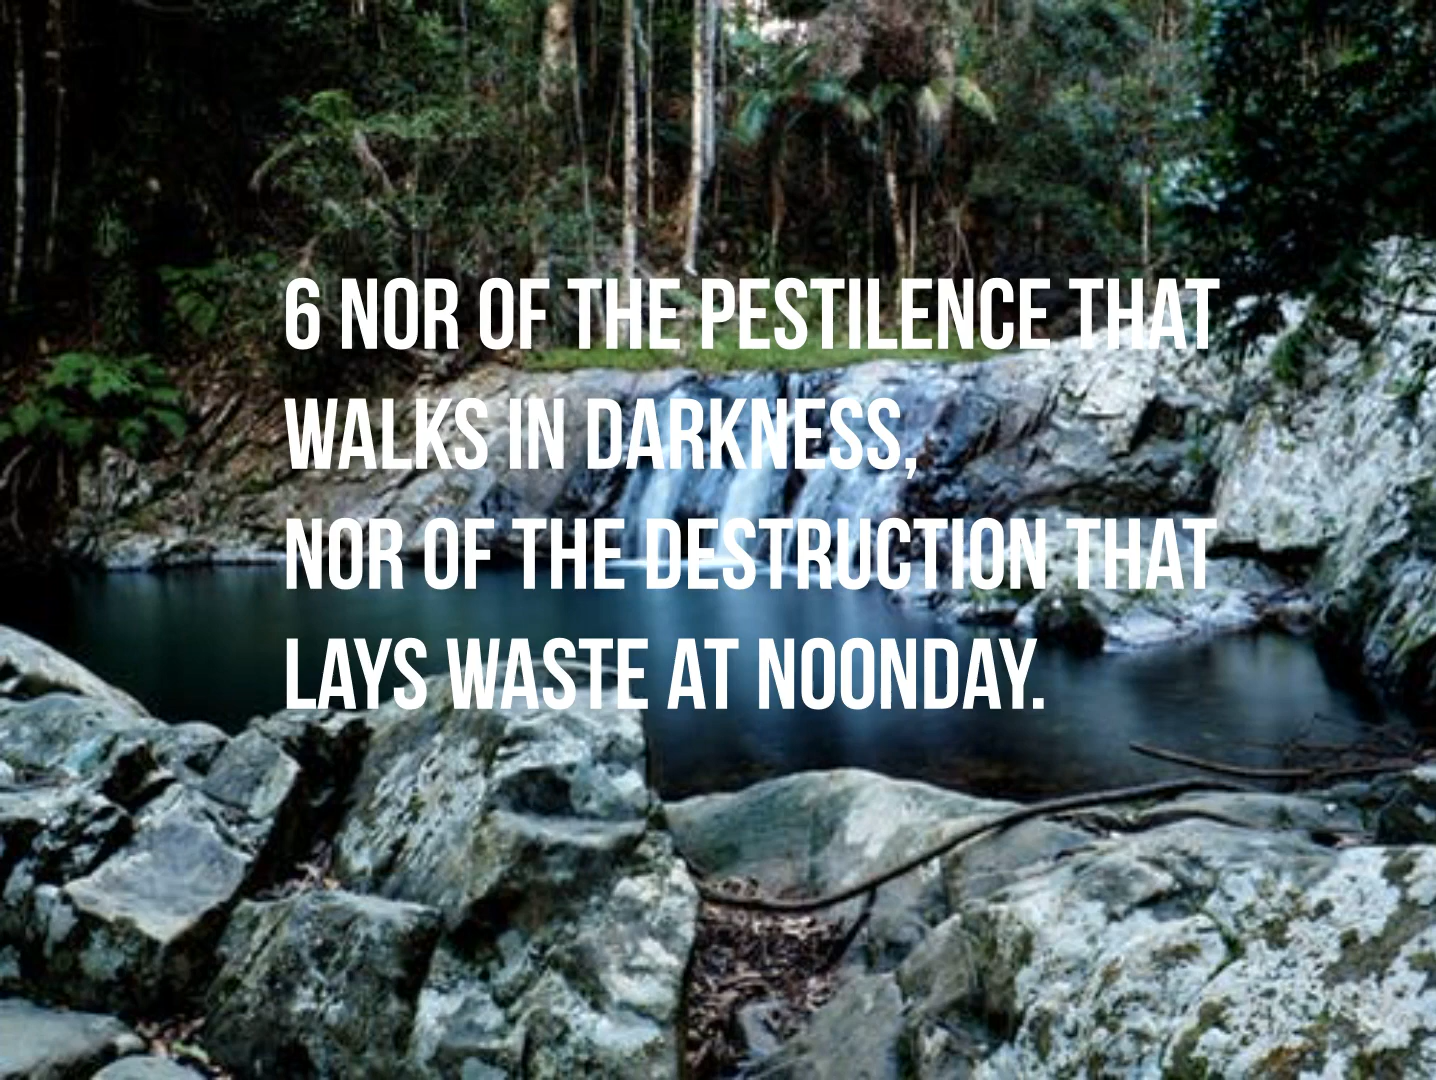 6 NOR OF THE PESTILENCE THAT
WALKS IN DARKNESS,
NOR OF THE DESTRUCTION THAT
LAYS WASTE AT NOONDAY.